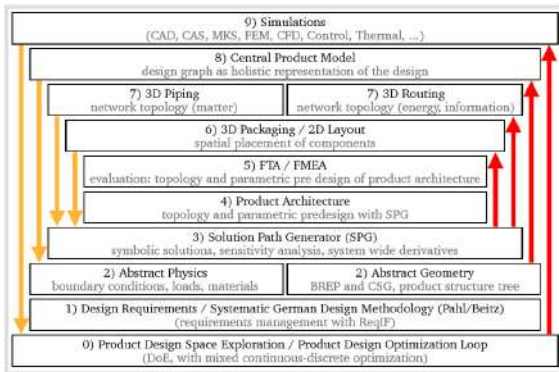 9) Simulations
(CAD, CAS, MKS, FEM, CFD, Control, Thermal, ...)
8) Central Product Model
design graph as holistic representation of the design
7) 3D Piping
network topology (matter)
7) 3D Routing
network topology (energy, information)
6) 3D Packaging / 2D Layout
spatial placement of components
5) FTA / FMEA
evaluation: topology and parametric pre design of product architecture
4) Product Architecture
topology and parametric predesign with SPG
3) Solution Path Generator (SPG)
symbolic solutions, sensitivity analysis, system wide derivatives
2) Abstract Physics
boundary conditions, loads, materials
2) Abstract Geometry
BREP and CSG, product structure tree
1) Design Requirements / Systematic German Design Methodology (Pahl/Beitz)
(requirements management with ReqIF)
0) Product Design Space Exploration / Product Design Optimization Loop
(DoE, with mixed continuous-discrete optimization)